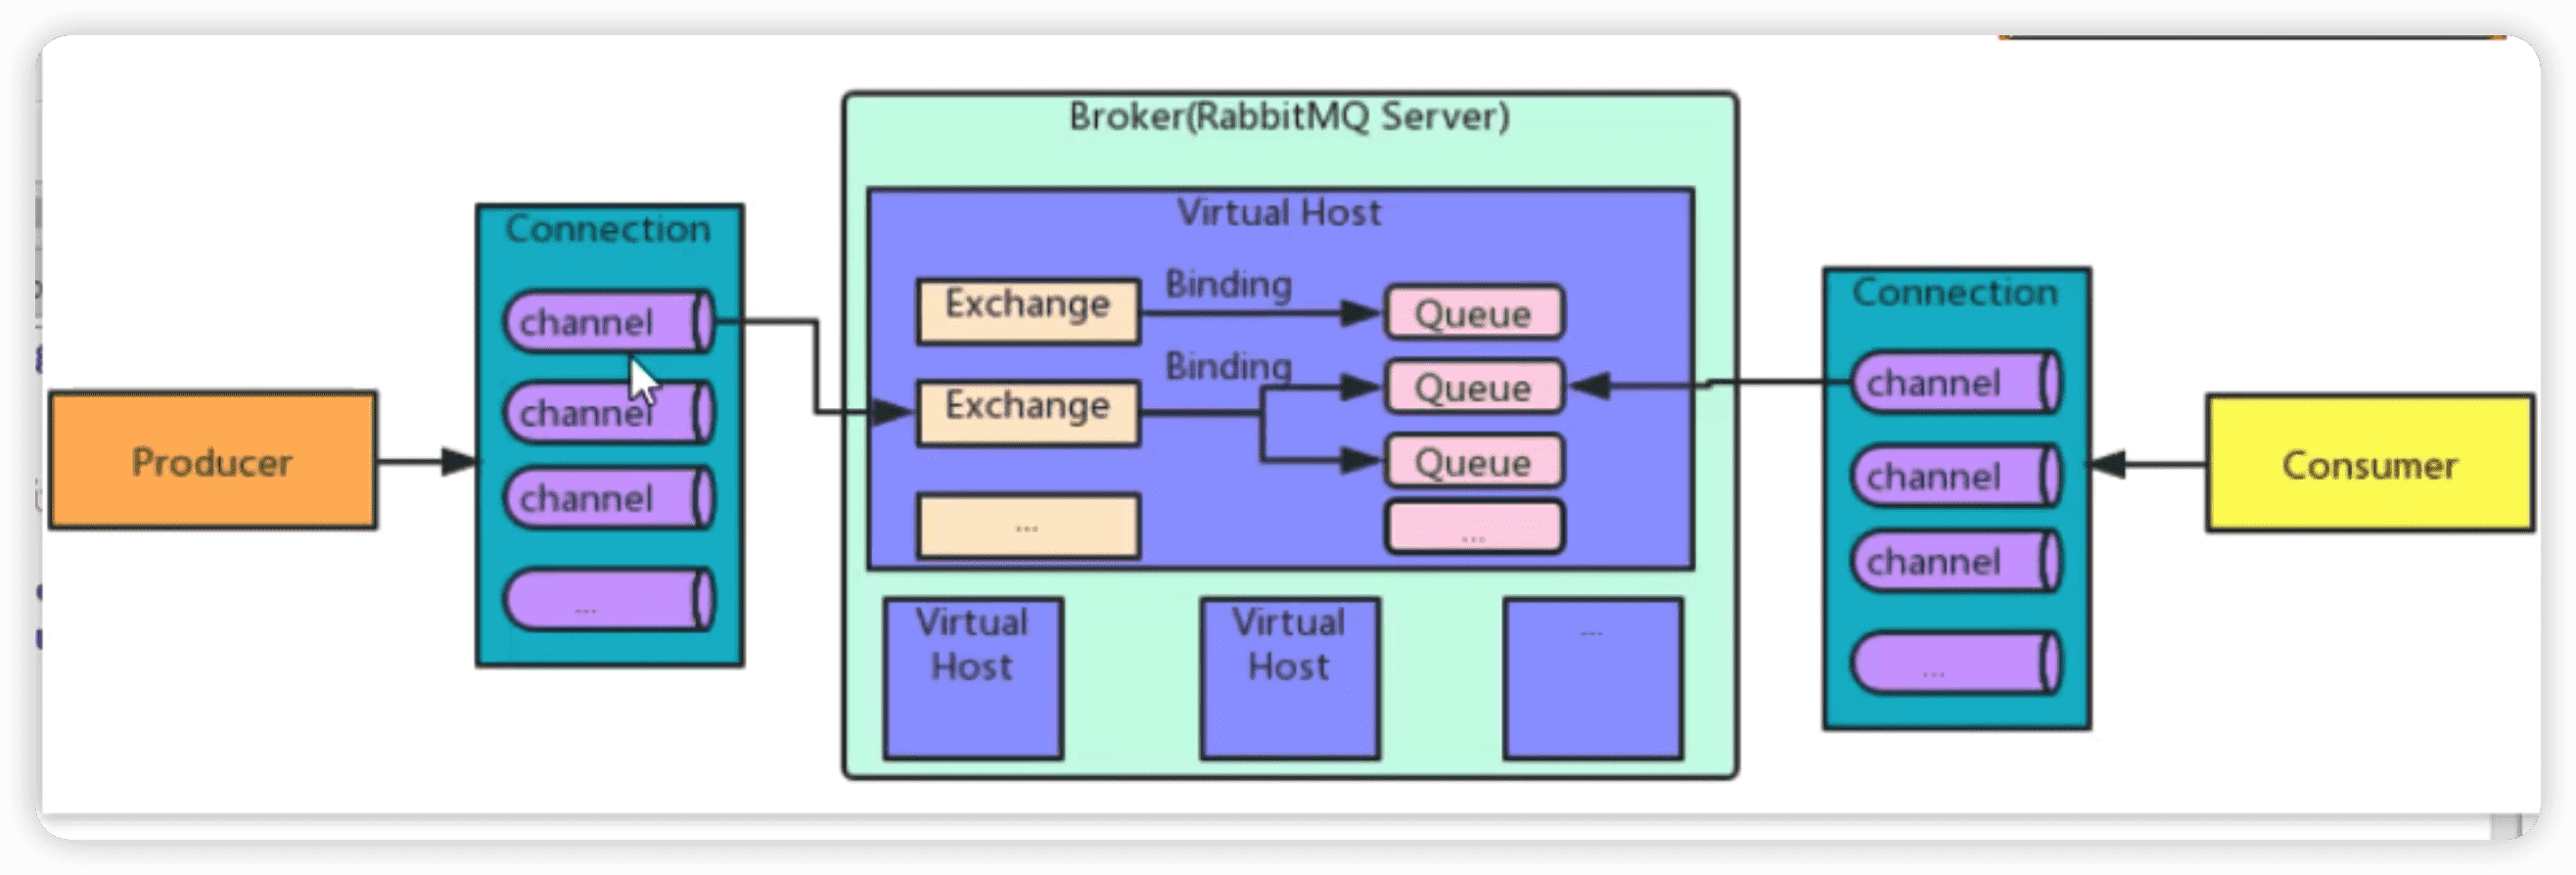 Broker(RabbitMQ Server)
Connection
channel
channel
channel
...
Producer
Virtual Host
Exchange
Binding
Queue
Exchange
Binding
Queue
Queue
...
...
Virtual
Host
Virtual
Host
...
Connection
channel
channel
channel
...
Consumer